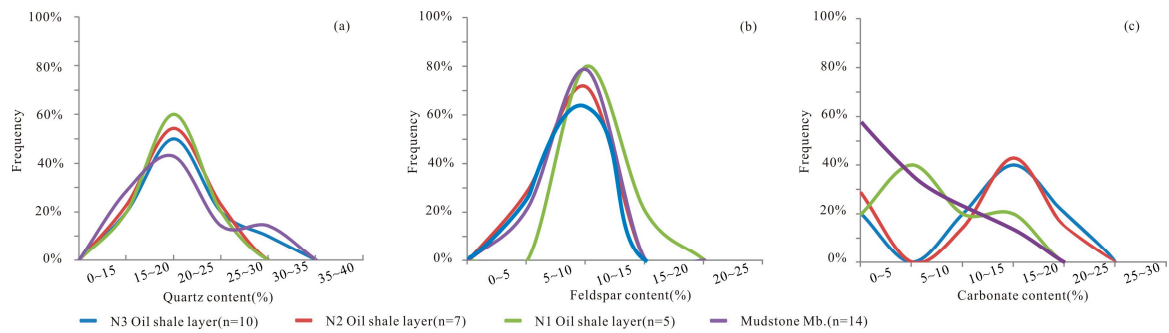 (a)
100%
80%
60%
40%
20%
0%
Frequency
0~15 15~20 20~25 25~30 30~35 35~40
Quartz content(%)
(b)
100%
80%
60%
40%
20%
0%
Frequency
0~5 5~10 10~15 15~20 20~25
Feldspar content(%)
(c)
100%
80%
60%
40%
20%
0%
Frequency
0~5 5~10 10~15 15~20 20~25 25~30
Carbonate content(%)
N3 Oil shale layer(n=10) N2 Oil shale layer(n=7) N1 Oil shale layer(n=5) Mudstone Mb.(n=14)